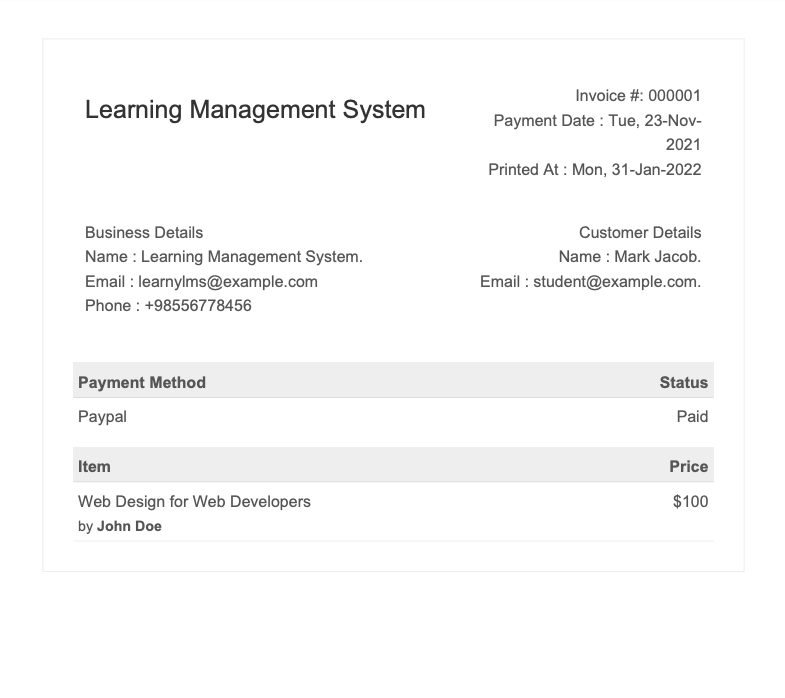 Learning Management System
Invoice #: 000001
Payment Date : Tue, 23-Nov-
2021
Printed At : Mon, 31-Jan-2022
Business Details
Name : Learning Management System.
Email : learnylms@example.com
Phone : +98556778456
Customer Details
Name : Mark Jacob.
Email : student@example.com.
Payment Method Status
Paypal Paid
Item Price
Web Design for Web Developers $100
by John Doe